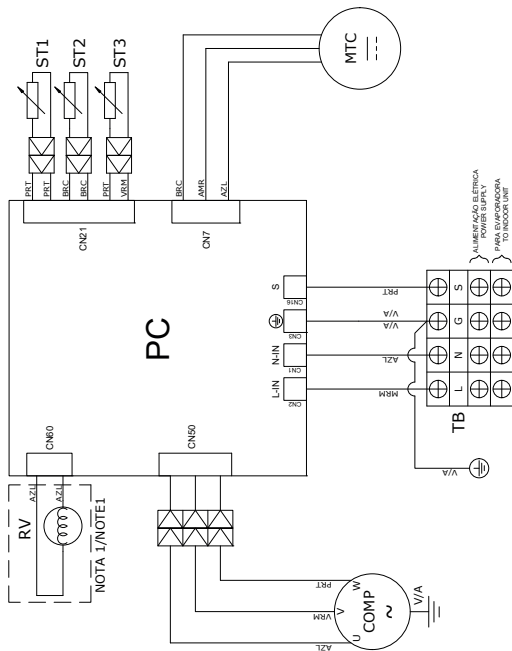 NOTA 1/NOTE1
RV
AZL
AZL
CN60
PC
CN21
PRT
PRT
BRC
BRC
PRT
VRM
ST1
ST2
ST3
CN50
AZL
VRM
PRT
U
V
W
COMP
~
V/A
L-IN
N-IN
S
CN2
CN1
CN3
CN16
CN7
BRC
AMR
AZL
MTC
MRM
AZL
V/A
V/A
PRT
V/A
TB
L
N
G
S
ALIMENTAÇÃO ELÉTRICA
POWER SUPPLY
PARA EVAPORADORA
TO INDOOR UNIT